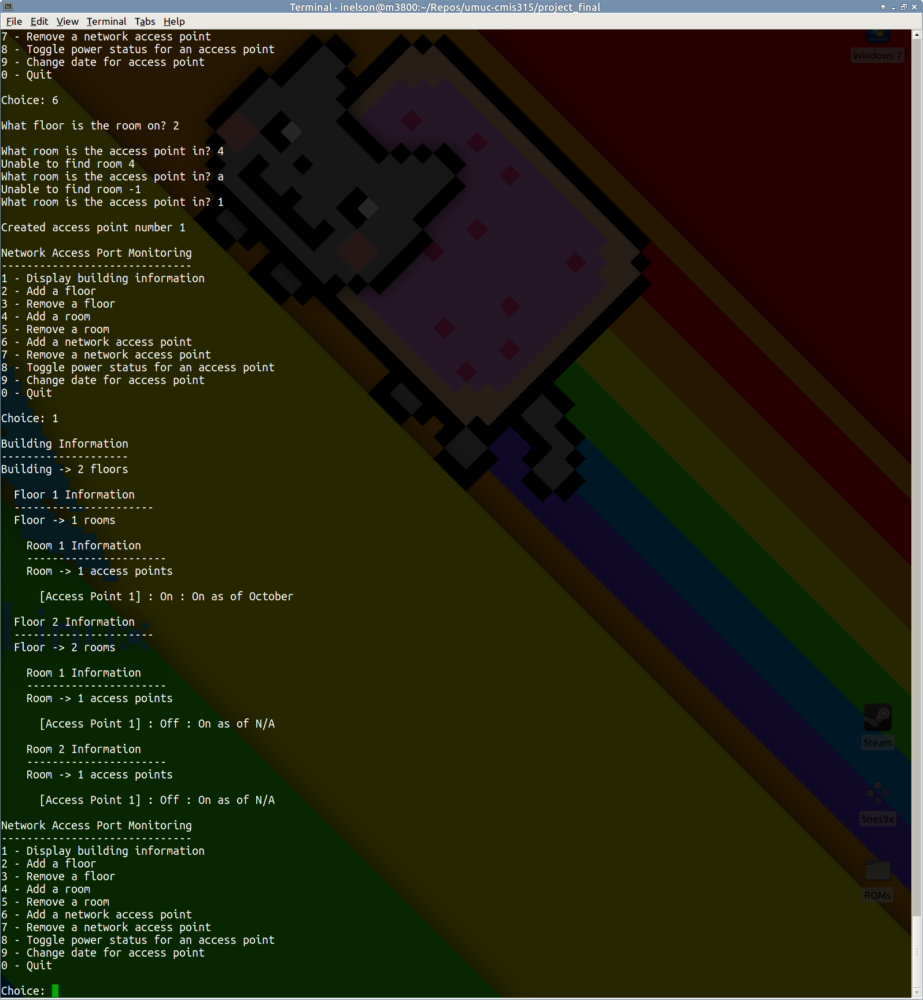 Terminal - inelson@m3800:~/Repos/umuc-cmis315/project_final
File Edit View Terminal Tabs Help
7 - Remove a network access point
8 - Toggle power status for an access point
9 - Change date for access point
0 - Quit
Choice: 6
What floor is the room on? 2
What room is the access point in? 4
Unable to find room 4
What room is the access point in? a
Unable to find room -1
What room is the access point in? 1
Created access point number 1
Network Access Port Monitoring
------------------------------
1 - Display building information
2 - Add a floor
3 - Remove a floor
4 - Add a room
5 - Remove a room
6 - Add a network access point
7 - Remove a network access point
8 - Toggle power status for an access point
9 - Change date for access point
0 - Quit
Choice: 1
Building Information
--------------------
Building -> 2 floors
Floor 1 Information
----------------------
Floor -> 1 rooms
Room 1 Information
----------------------
Room -> 1 access points
[Access Point 1] : On : On as of October
Floor 2 Information
----------------------
Floor -> 2 rooms
Room 1 Information
----------------------
Room -> 1 access points
[Access Point 1] : Off : On as of N/A
Room 2 Information
----------------------
Room -> 1 access points
[Access Point 1] : Off : On as of N/A
Network Access Port Monitoring
------------------------------
1 - Display building information
2 - Add a floor
3 - Remove a floor
4 - Add a room
5 - Remove a room
6 - Add a network access point
7 - Remove a network access point
8 - Toggle power status for an access point
9 - Change date for access point
0 - Quit
Choice:
Windows 7
Linux
Steam
Snes9x
ROMs